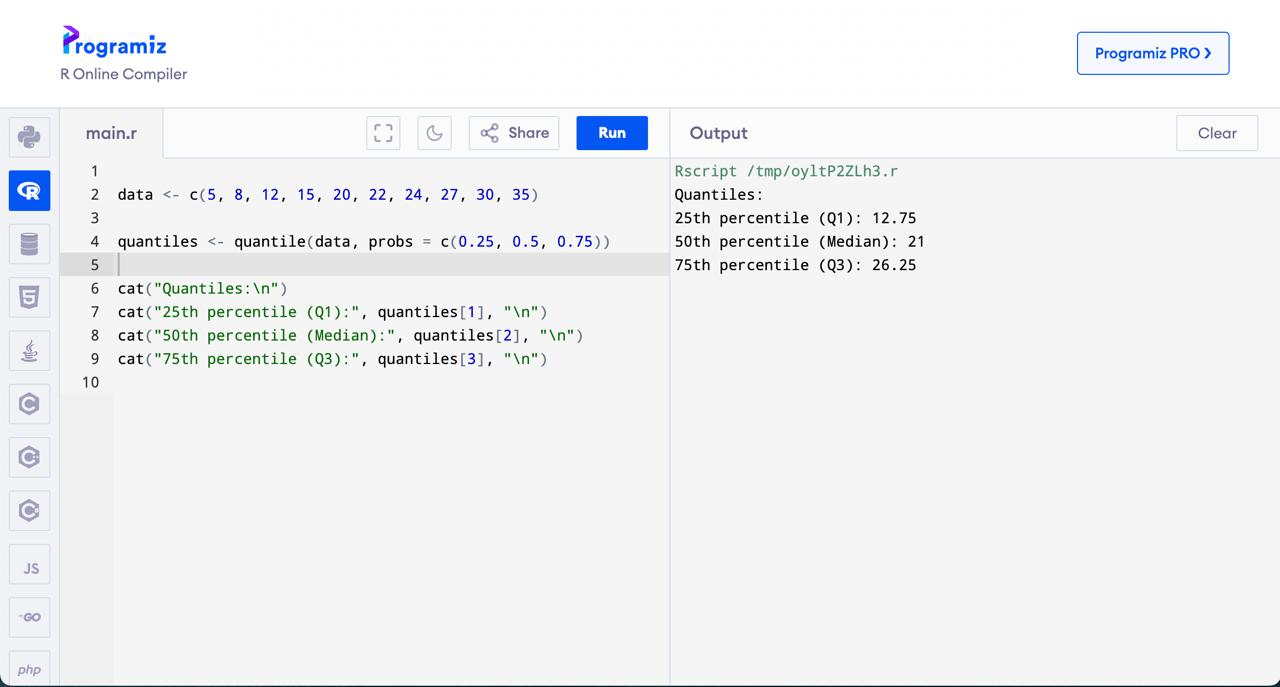 Programiz
R Online Compiler
Programiz PRO ❯
main.r
Share
Run
Output
Clear
1
2 data <- c(5, 8, 12, 15, 20, 22, 24, 27, 30, 35)
3
4 quantiles <- quantile(data, probs = c(0.25, 0.5, 0.75))
5
6 cat("Quantiles:\n")
7 cat("25th percentile (Q1):", quantiles[1], "\n")
8 cat("50th percentile (Median):", quantiles[2], "\n")
9 cat("75th percentile (Q3):", quantiles[3], "\n")
10
Rscript /tmp/oyltP2ZLh3.r
Quantiles:
25th percentile (Q1): 12.75
50th percentile (Median): 21
75th percentile (Q3): 26.25
R
5
C
C
C
JS
GO
php